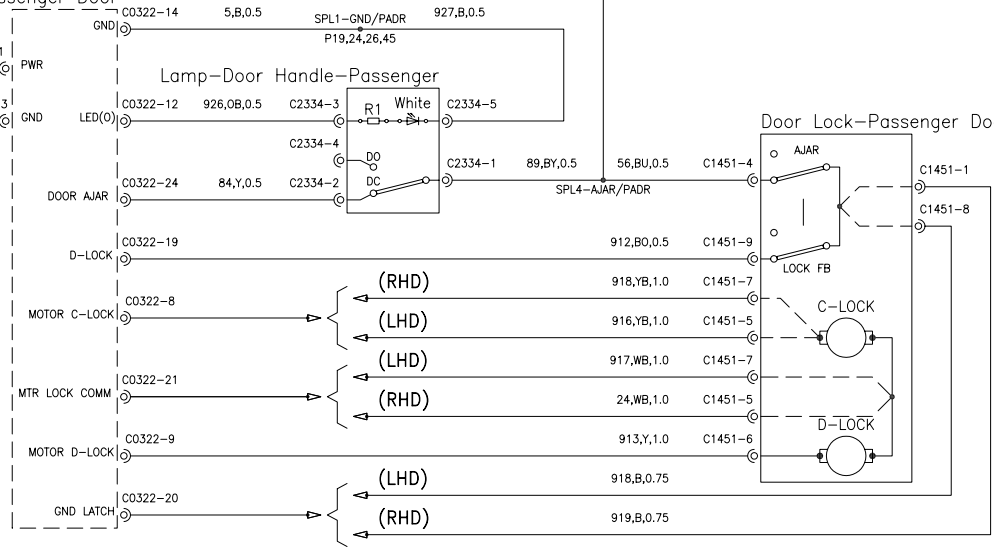 C0322-14
5,B,0.5
SPL1-GND/PADR
927,B,0.5
GND
P19,24,26,45
PWR
Lamp-Door Handle-Passenger
3
GND
LED(O)
C0322-12
926,OB,0.5
C2334-3
R1
White
C2334-5
Door Lock-Passenger Do
C2334-4
DO
AJAR
C2334-1
89,BY,0.5
56,BU,0.5
C1451-4
C1451-1
DOOR AJAR
C0322-24
84,Y,0.5
C2334-2
DC
SPL4-AJAR/PADR
C1451-8
D-LOCK
C0322-19
912,BO,0.5
C1451-9
LOCK FB
(RHD)
918,YB,1.0
C1451-7
MOTOR C-LOCK
C0322-8
(LHD)
916,YB,1.0
C1451-5
C-LOCK
(LHD)
917,WB,1.0
C1451-7
MTR LOCK COMM
C0322-21
(RHD)
24,WB,1.0
C1451-5
D-LOCK
MOTOR D-LOCK
C0322-9
913,Y,1.0
C1451-6
(LHD)
918,B,0.75
GND LATCH
C0322-20
(RHD)
919,B,0.75